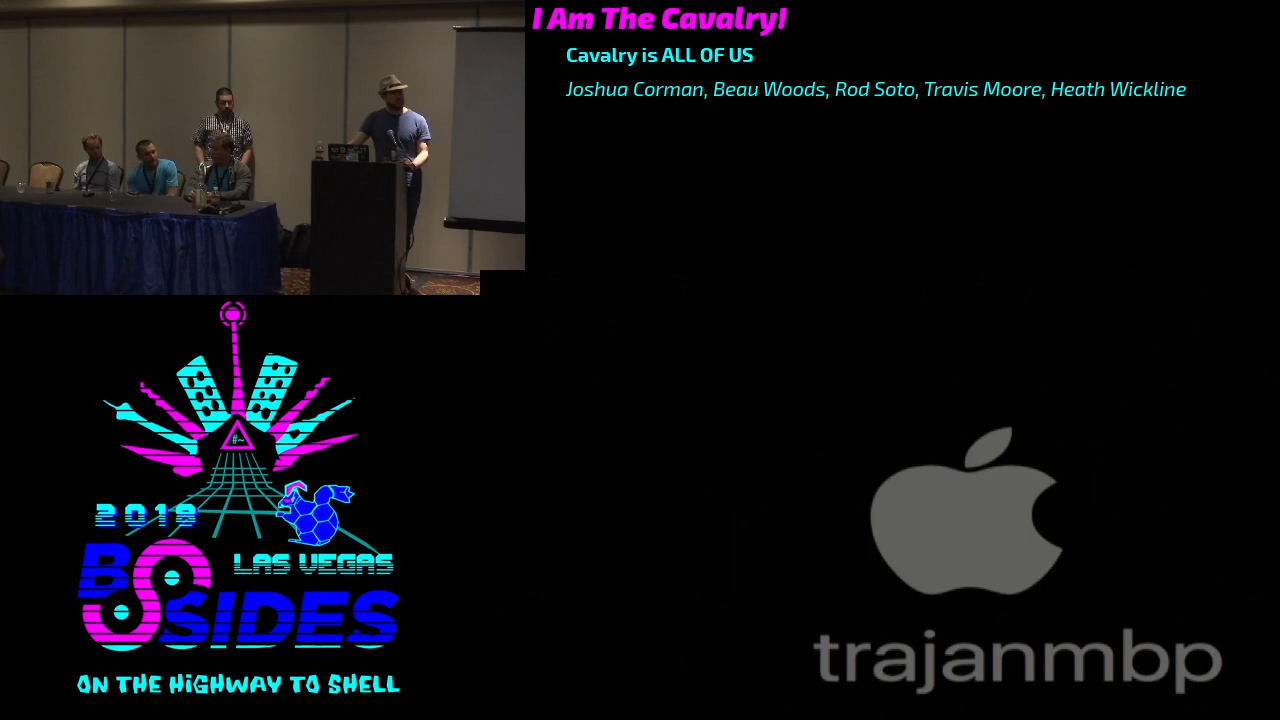 I Am The Cavalry!
Cavalry is ALL OF US
Joshua Corman, Beau Woods, Rod Soto, Travis Moore, Heath Wickline
#~
2018
LAS VEGAS
BSIDES
ON THE HiGHWAY TO SHELL
trajanmbp